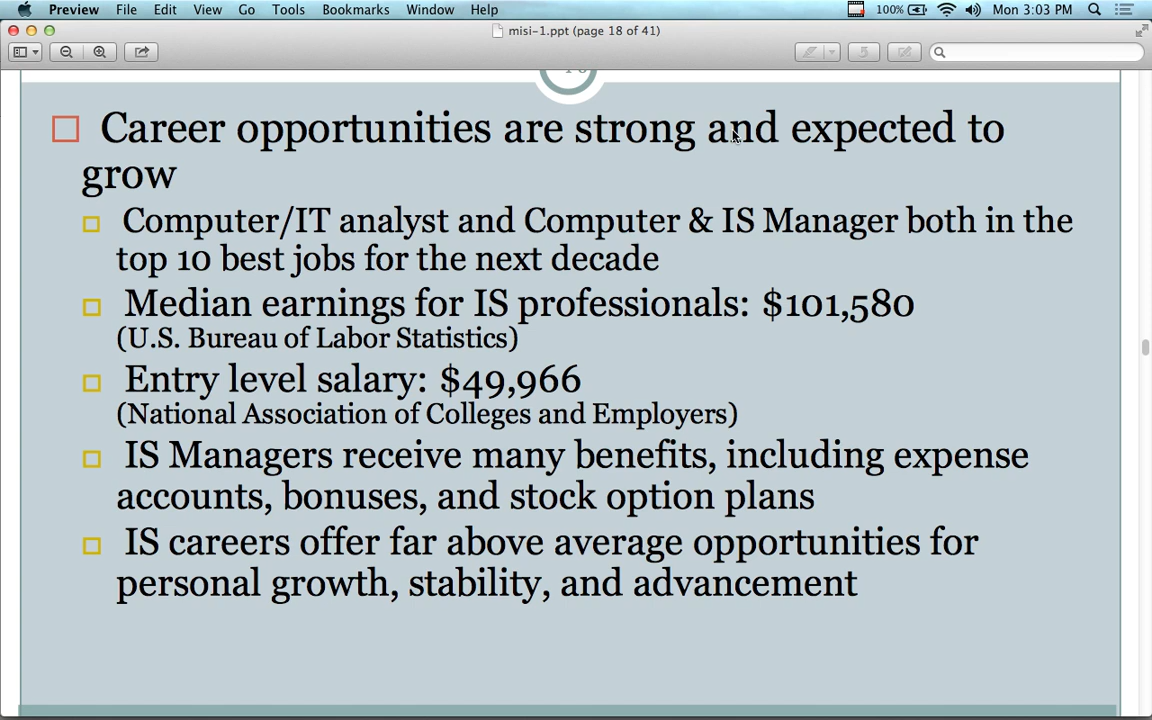 Preview File Edit View Go Tools Bookmarks Window Help 100% Mon 3:03 PM
misi-1.ppt (page 18 of 41)
Career opportunities are strong and expected to
grow
Computer/IT analyst and Computer & IS Manager both in the
top 10 best jobs for the next decade
Median earnings for IS professionals: $101,580
(U.S. Bureau of Labor Statistics)
Entry level salary: $49,966
(National Association of Colleges and Employers)
IS Managers receive many benefits, including expense
accounts, bonuses, and stock option plans
IS careers offer far above average opportunities for
personal growth, stability, and advancement